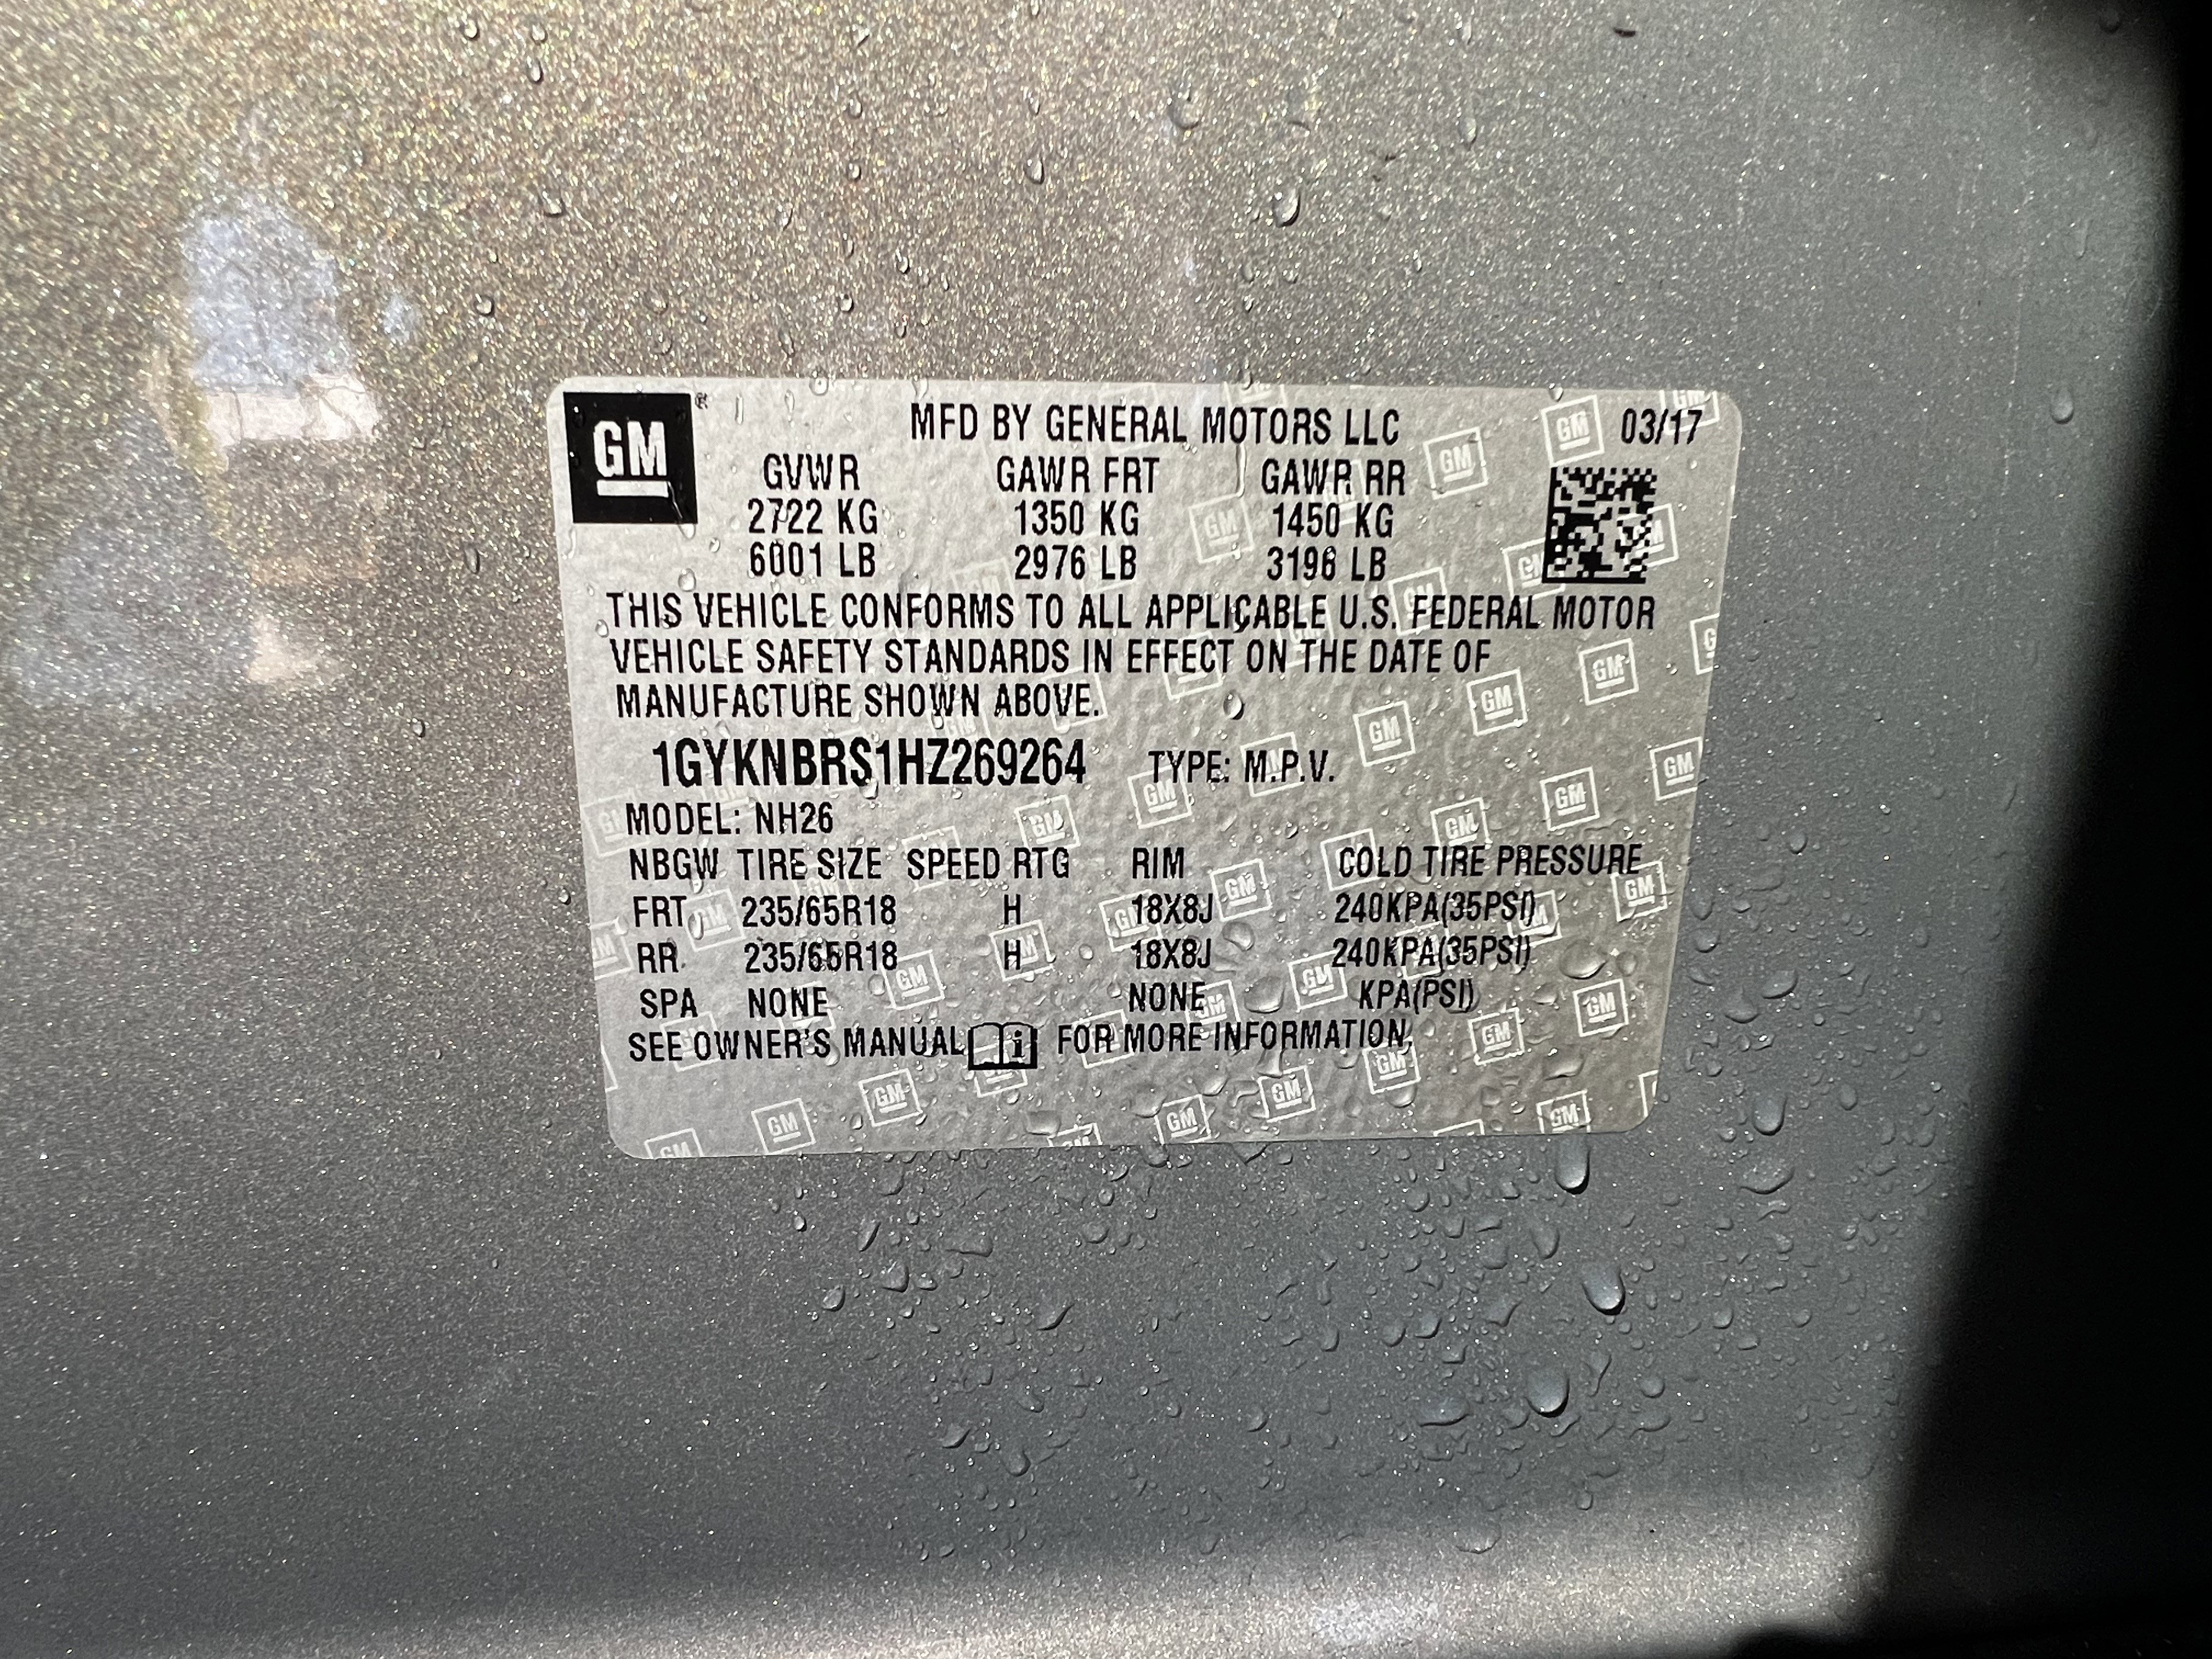 GM ® MFD BY GENERAL MOTORS LLC 03/17
GVWR GAWR FRT GAWR RR
2722 KG 1350 KG 1450 KG
6001 LB 2976 LB 3196 LB
THIS VEHICLE CONFORMS TO ALL APPLICABLE U.S. FEDERAL MOTOR
VEHICLE SAFETY STANDARDS IN EFFECT ON THE DATE OF
MANUFACTURE SHOWN ABOVE.
1GYKNBRS1HZ269264 TYPE: M.P.V.
MODEL: NH26
NBGW TIRE SIZE SPEED RTG RIM COLD TIRE PRESSURE
FRT 235/65R18 H 18X8J 240KPA(35PSI)
RR 235/65R18 H 18X8J 240KPA(35PSI)
SPA NONE NONE KPA(PSI)
SEE OWNER'S MANUAL i FOR MORE INFORMATION.